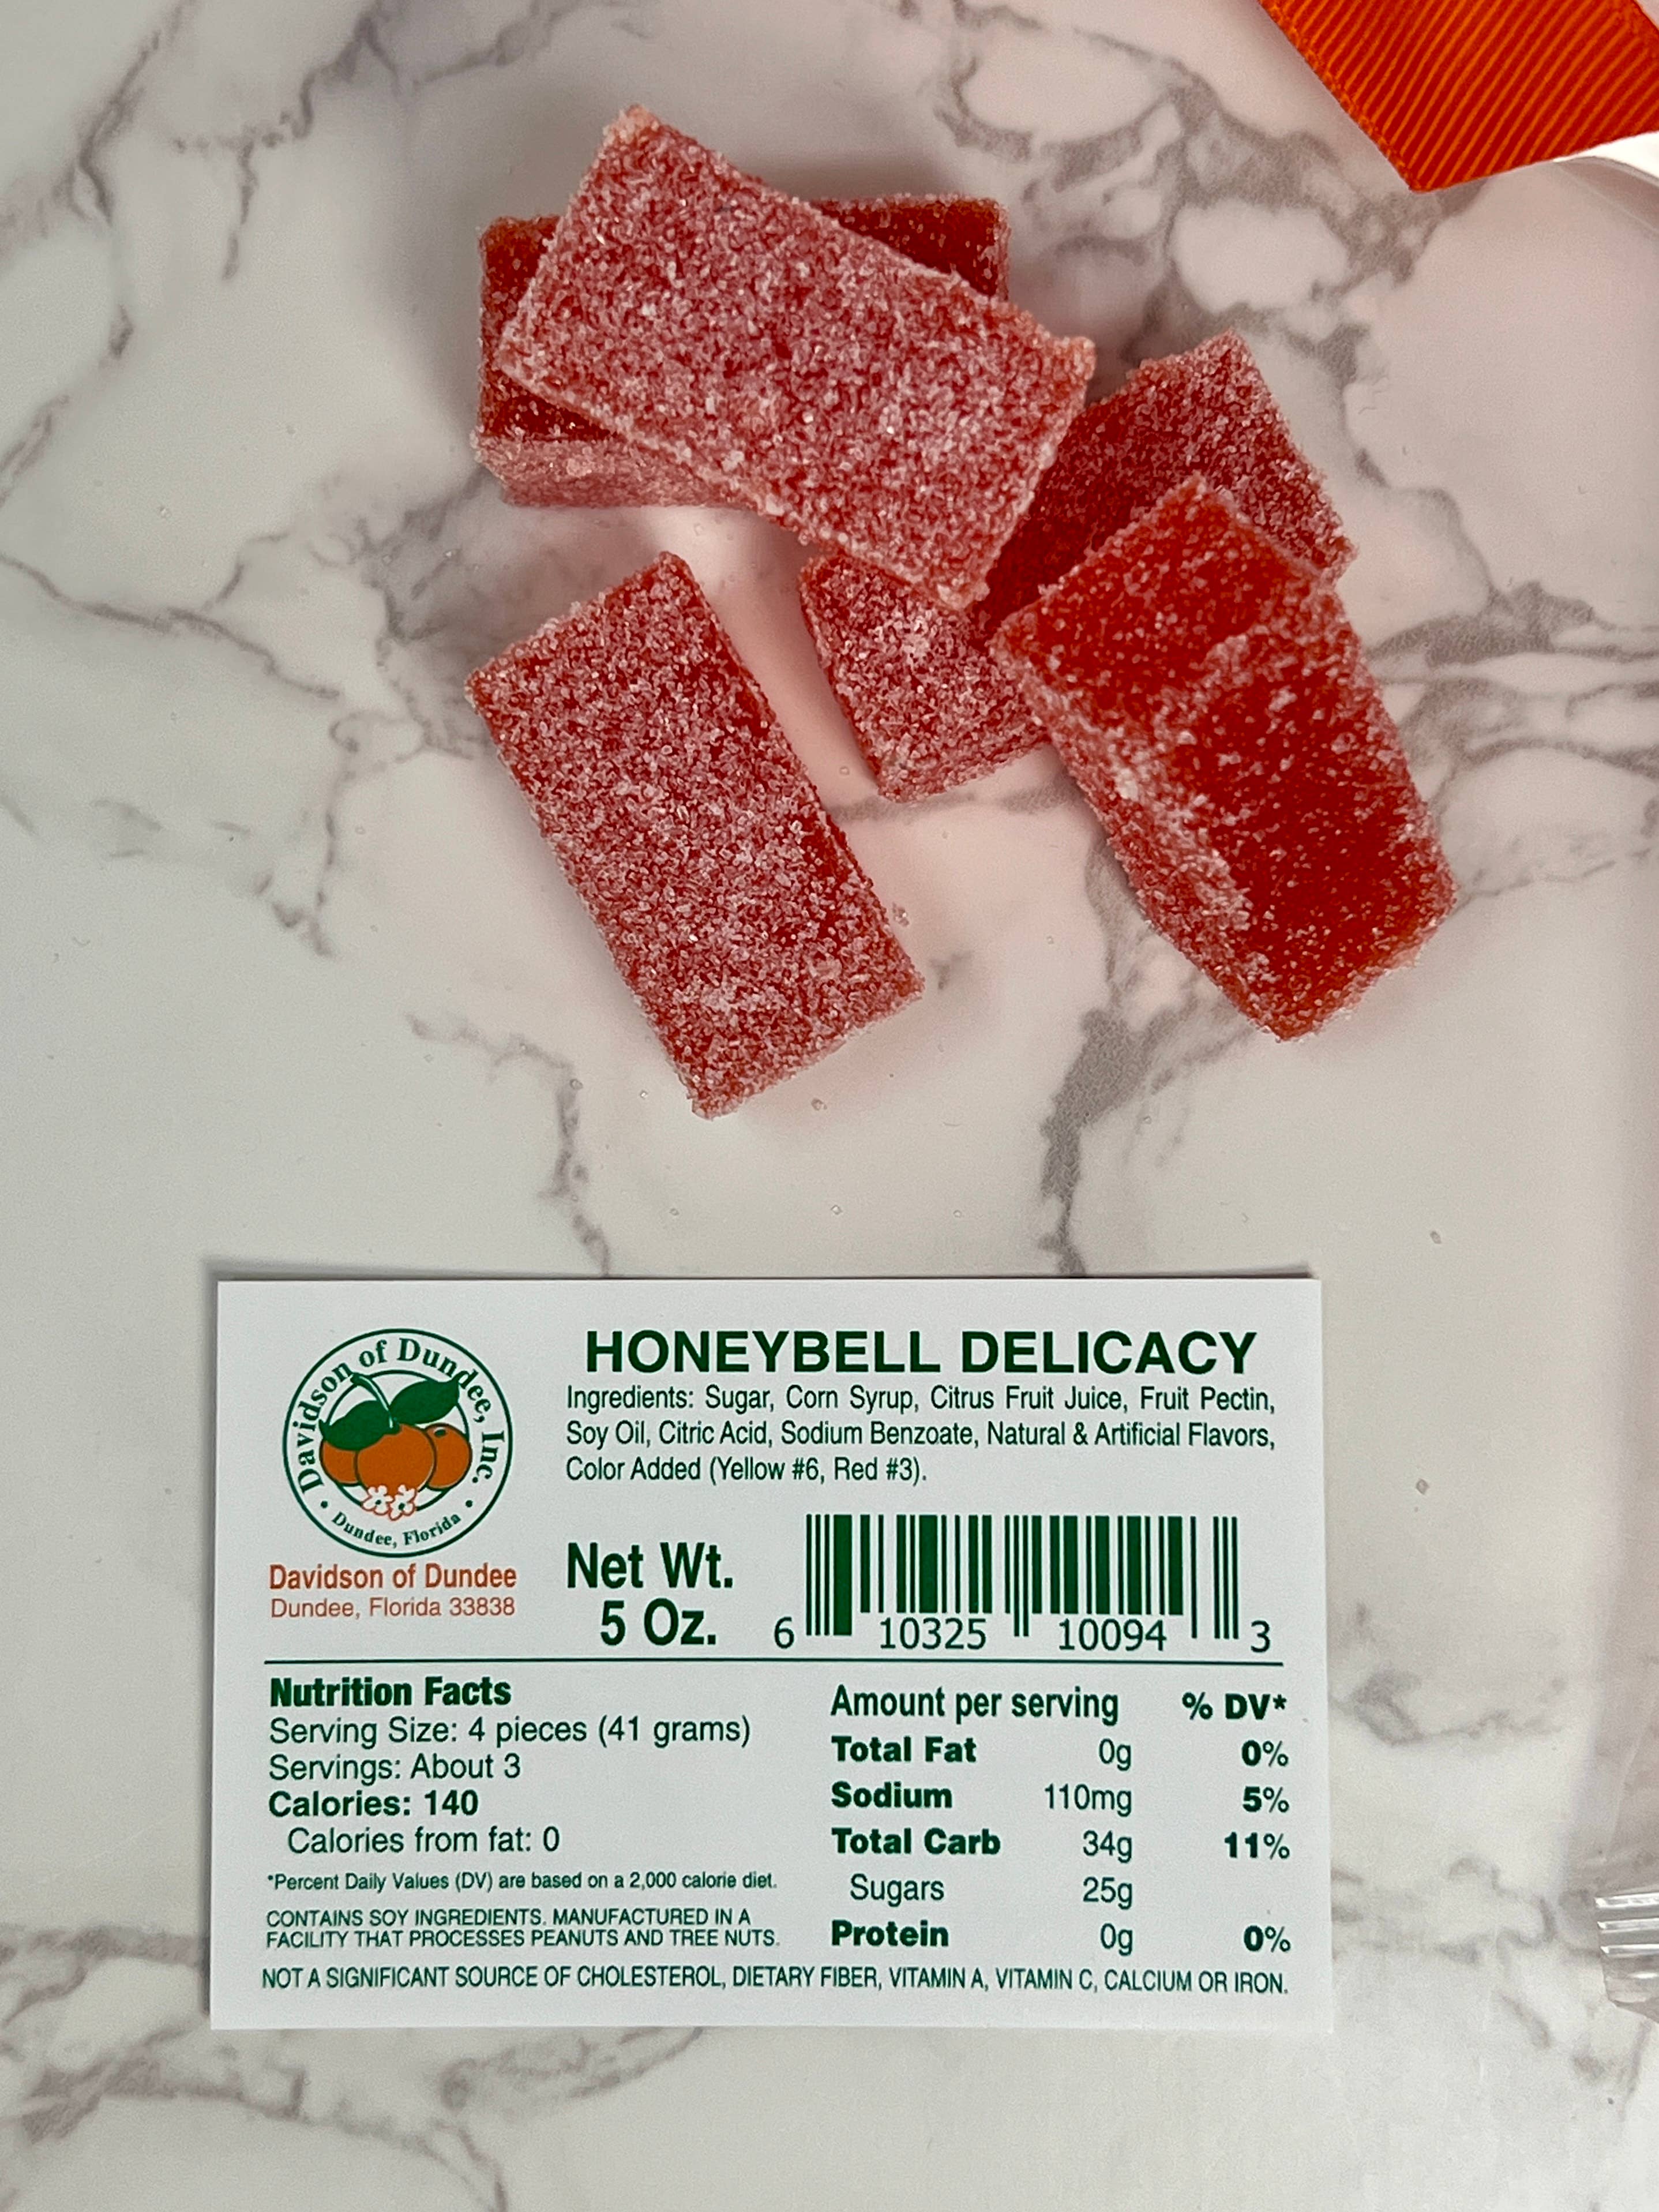 Davidson of Dundee, Inc.
Dundee, Florida
Davidson of Dundee
Dundee, Florida 33838
HONEYBELL DELICACY
Ingredients: Sugar, Corn Syrup, Citrus Fruit Juice, Fruit Pectin,
Soy Oil, Citric Acid, Sodium Benzoate, Natural & Artificial Flavors,
Color Added (Yellow #6, Red #3).
Net Wt.
5 Oz.
6 10325 10094 3
Nutrition Facts
Serving Size: 4 pieces (41 grams)
Servings: About 3
Calories: 140
Calories from fat: 0
*Percent Daily Values (DV) are based on a 2,000 calorie diet.
CONTAINS SOY INGREDIENTS. MANUFACTURED IN A
FACILITY THAT PROCESSES PEANUTS AND TREE NUTS.
Amount per serving % DV*
Total Fat 0g 0%
Sodium 110mg 5%
Total Carb 34g 11%
Sugars 25g
Protein 0g 0%
NOT A SIGNIFICANT SOURCE OF CHOLESTEROL, DIETARY FIBER, VITAMIN A, VITAMIN C, CALCIUM OR IRON.